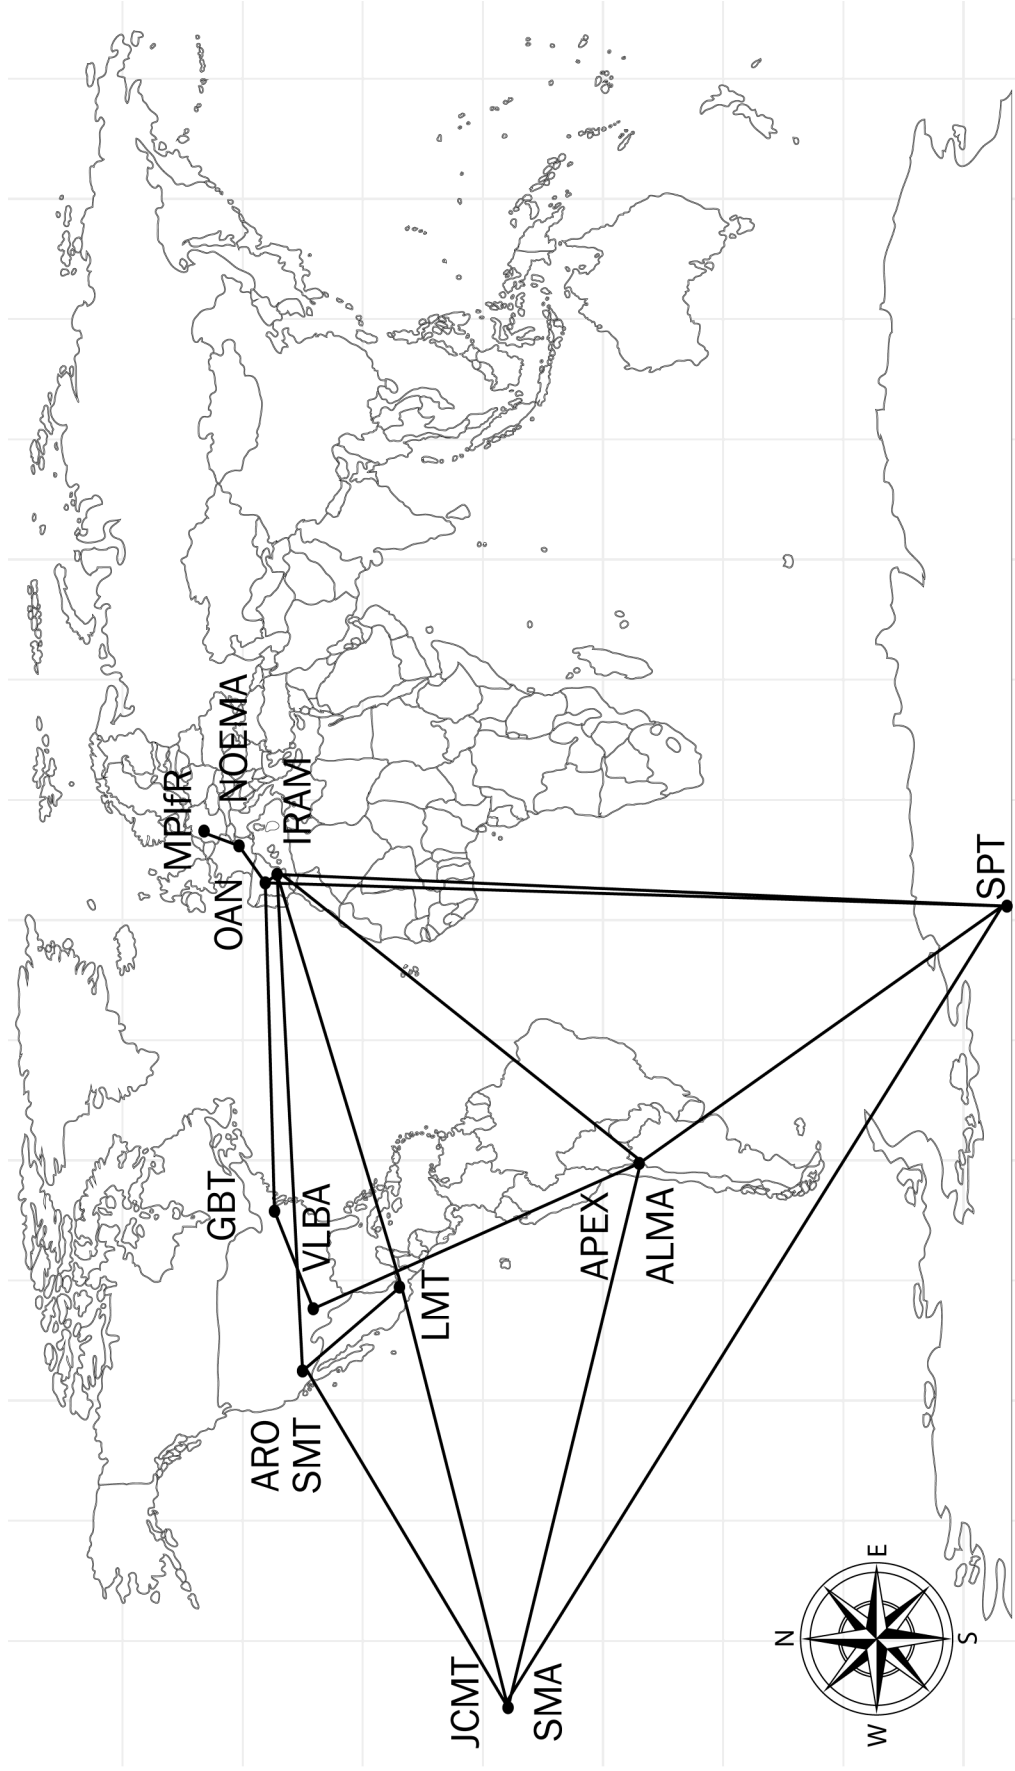 MPIfR
NOEMA
OAN
IRAM
GBT
VLBA
ARO
SMT
LMT
APEX
ALMA
JCMT
SMA
SPT
N
E
S
W